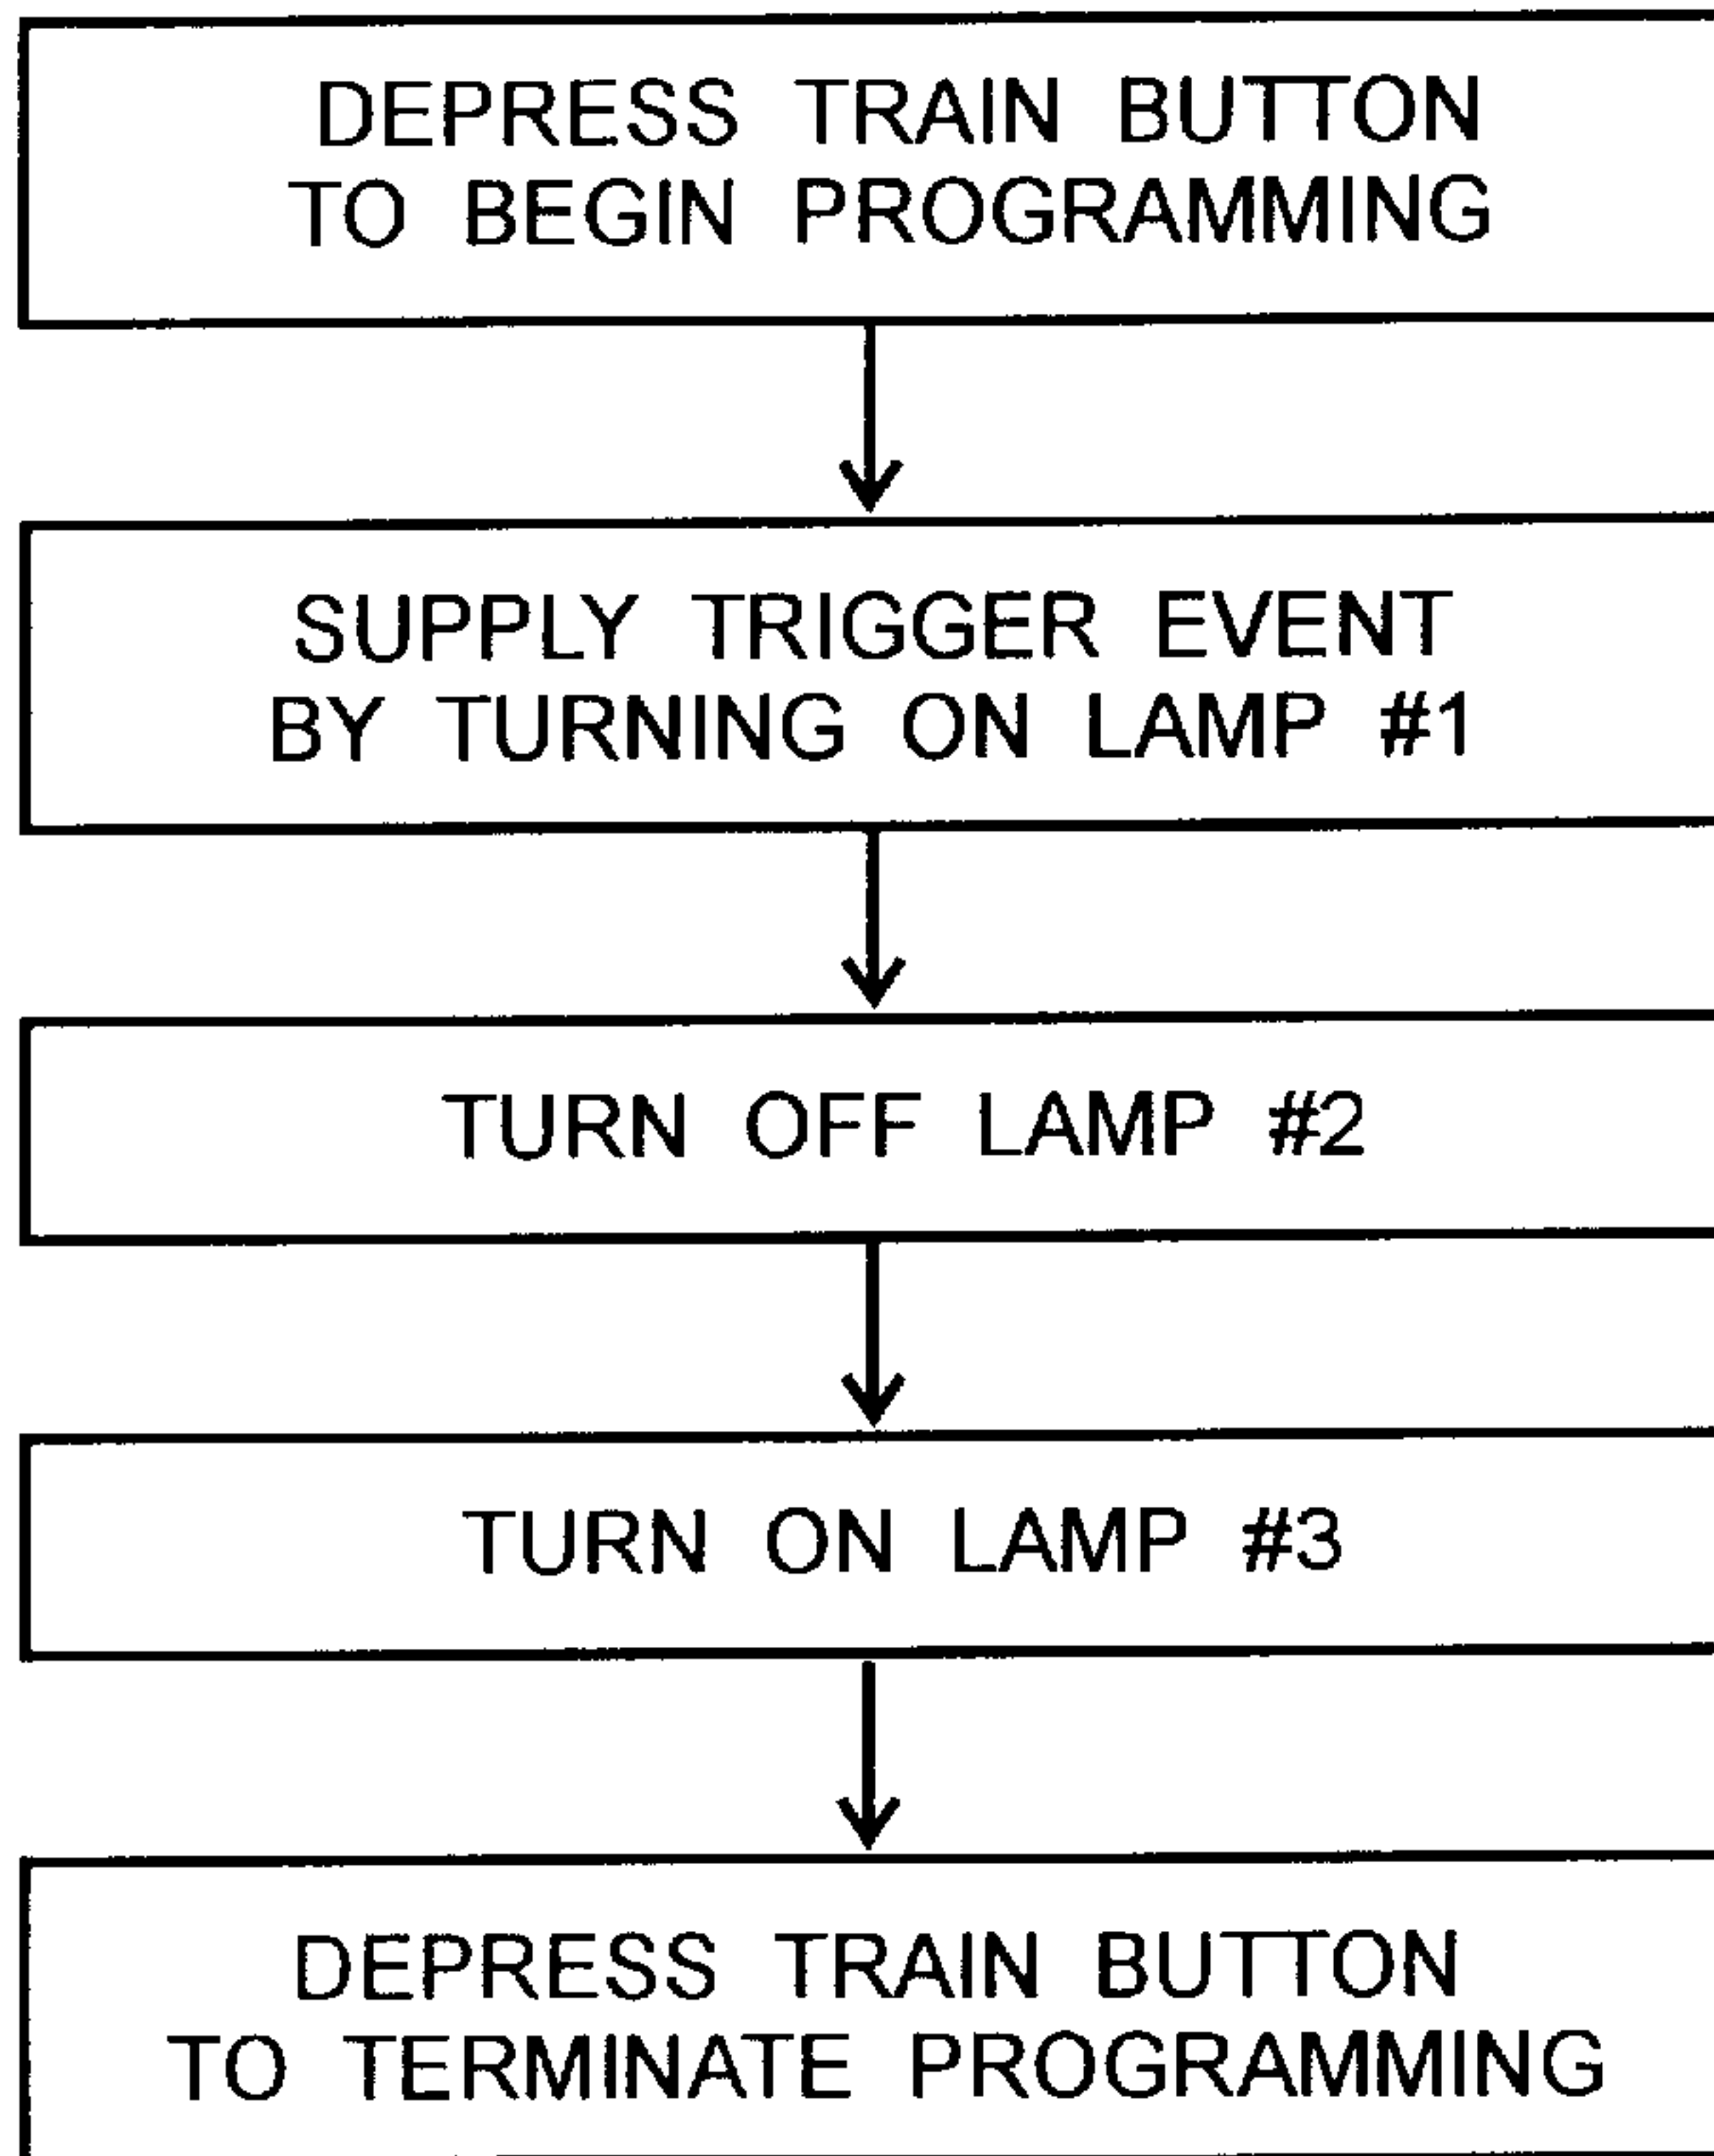 DEPRESS TRAIN BUTTON
TO BEGIN PROGRAMMING
SUPPLY TRIGGER EVENT
BY TURNING ON LAMP #1
TURN OFF LAMP #2
TURN ON LAMP #3
DEPRESS TRAIN BUTTON
TO TERMINATE PROGRAMMING